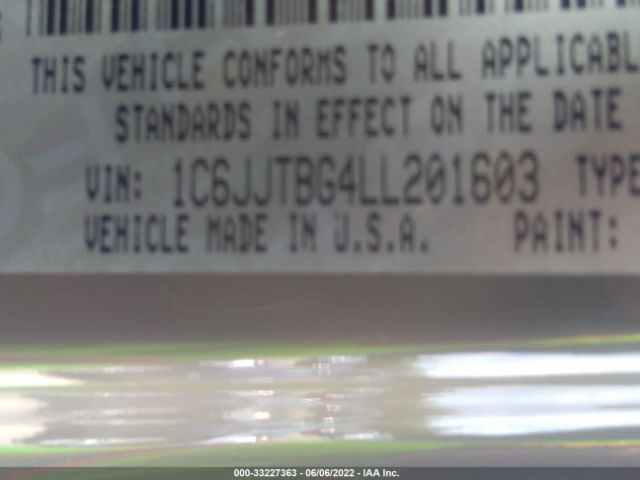 THIS VEHICLE CONFORMS TO ALL APPLICABL
STANDARDS IN EFFECT ON THE DATE
VIN: 1C6JJTBG4LL201603 TYPE
VEHICLE MADE IN U.S.A. PAINT:
000-33227363 - 06/06/2022 - IAA Inc.